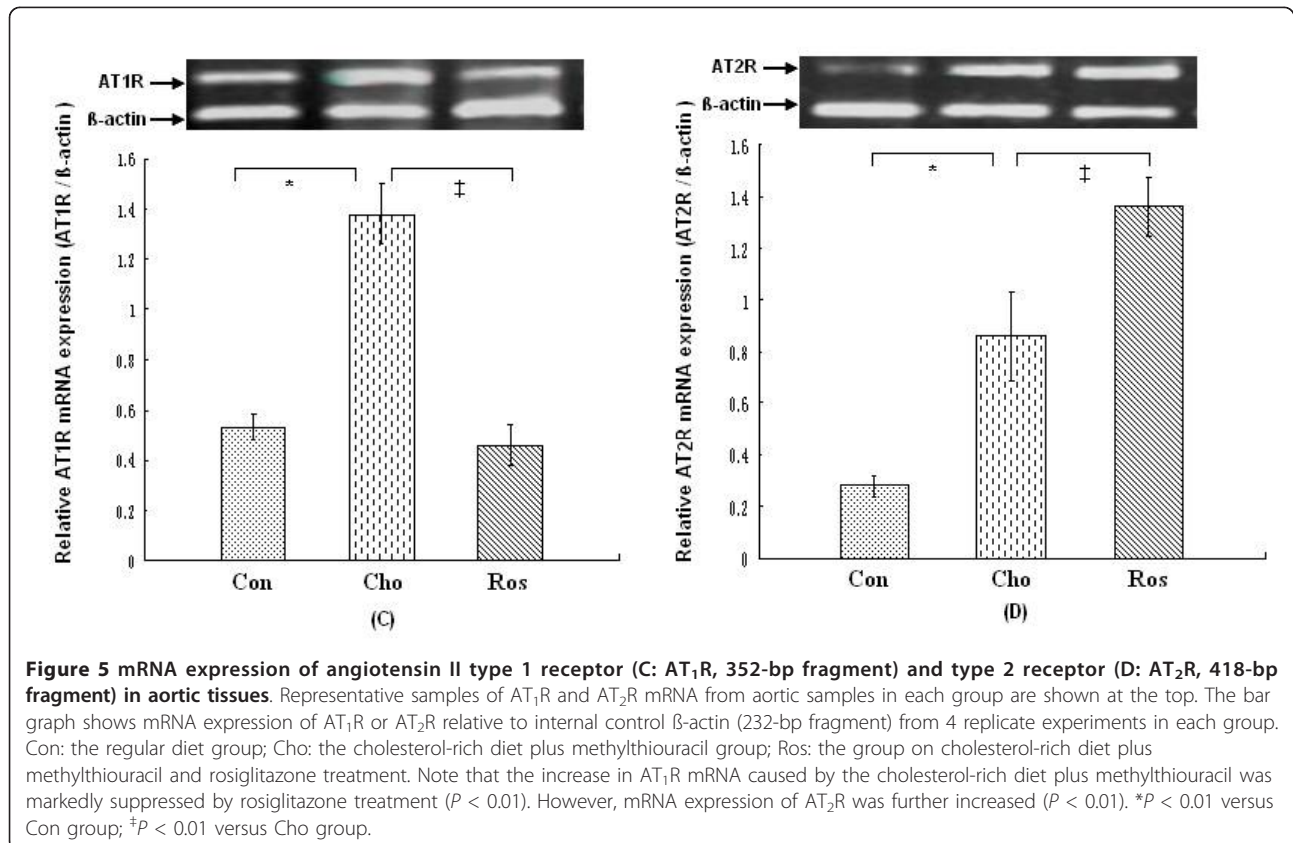 AT1R
ß-actin
Relative AT1R mRNA expression (AT1R /ß-actin)
1.6
1.4
1.2
1
0.8
0.6
0.4
0.2
0
*
‡
Con
Cho
Ros
(C)
AT2R
ß-actin
Relative AT2R mRNA expression (AT2R /ß-actin)
1.6
1.4
1.2
1
0.8
0.6
0.4
0.2
0
*
‡
Con
Cho
Ros
(D)
Figure 5 mRNA expression of angiotensin II type 1 receptor (C: AT₁R, 352-bp fragment) and type 2 receptor (D: AT₂R, 418-bp
fragment) in aortic tissues. Representative samples of AT₁R and AT₂R mRNA from aortic samples in each group are shown at the top. The bar
graph shows mRNA expression of AT₁R or AT₂R relative to internal control ß-actin (232-bp fragment) from 4 replicate experiments in each group.
Con: the regular diet group; Cho: the cholesterol-rich diet plus methylthiouracil group; Ros: the group on cholesterol-rich diet plus
methylthiouracil and rosiglitazone treatment. Note that the increase in AT₁R mRNA caused by the cholesterol-rich diet plus methylthiouracil was
markedly suppressed by rosiglitazone treatment (P < 0.01). However, mRNA expression of AT₂R was further increased (P < 0.01). *P < 0.01 versus
Con group; ‡P < 0.01 versus Cho group.